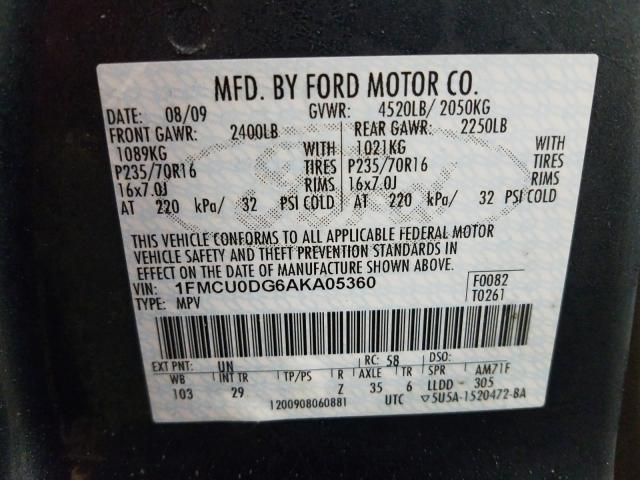 MFD. BY FORD MOTOR CO.
DATE: 08/09 GVWR: 4520LB/ 2050KG
FRONT GAWR: 2400LB REAR GAWR: 2250LB
1089KG WITH 1021KG WITH
P235/70R16 TIRES P235/70R16 TIRES
16x7.0J RIMS 16x7.0J RIMS
AT 220 kPa/ 32 PSI COLD AT 220 kPa/ 32 PSI COLD
THIS VEHICLE CONFORMS TO ALL APPLICABLE FEDERAL MOTOR
VEHICLE SAFETY AND THEFT PREVENTION STANDARDS IN
EFFECT ON THE DATE OF MANUFACTURE SHOWN ABOVE.
VIN: 1FMCU0DG6AKA05360 F0082
TYPE: MPV T0261
EXT PNT: UN RC: 58 DSO:
WB INT TR TP/PS R AXLE TR SPR AM71F
103 29 Z 35 6 LLDD 305
1200908060881 UTC ▽5U5A-1520472-BA